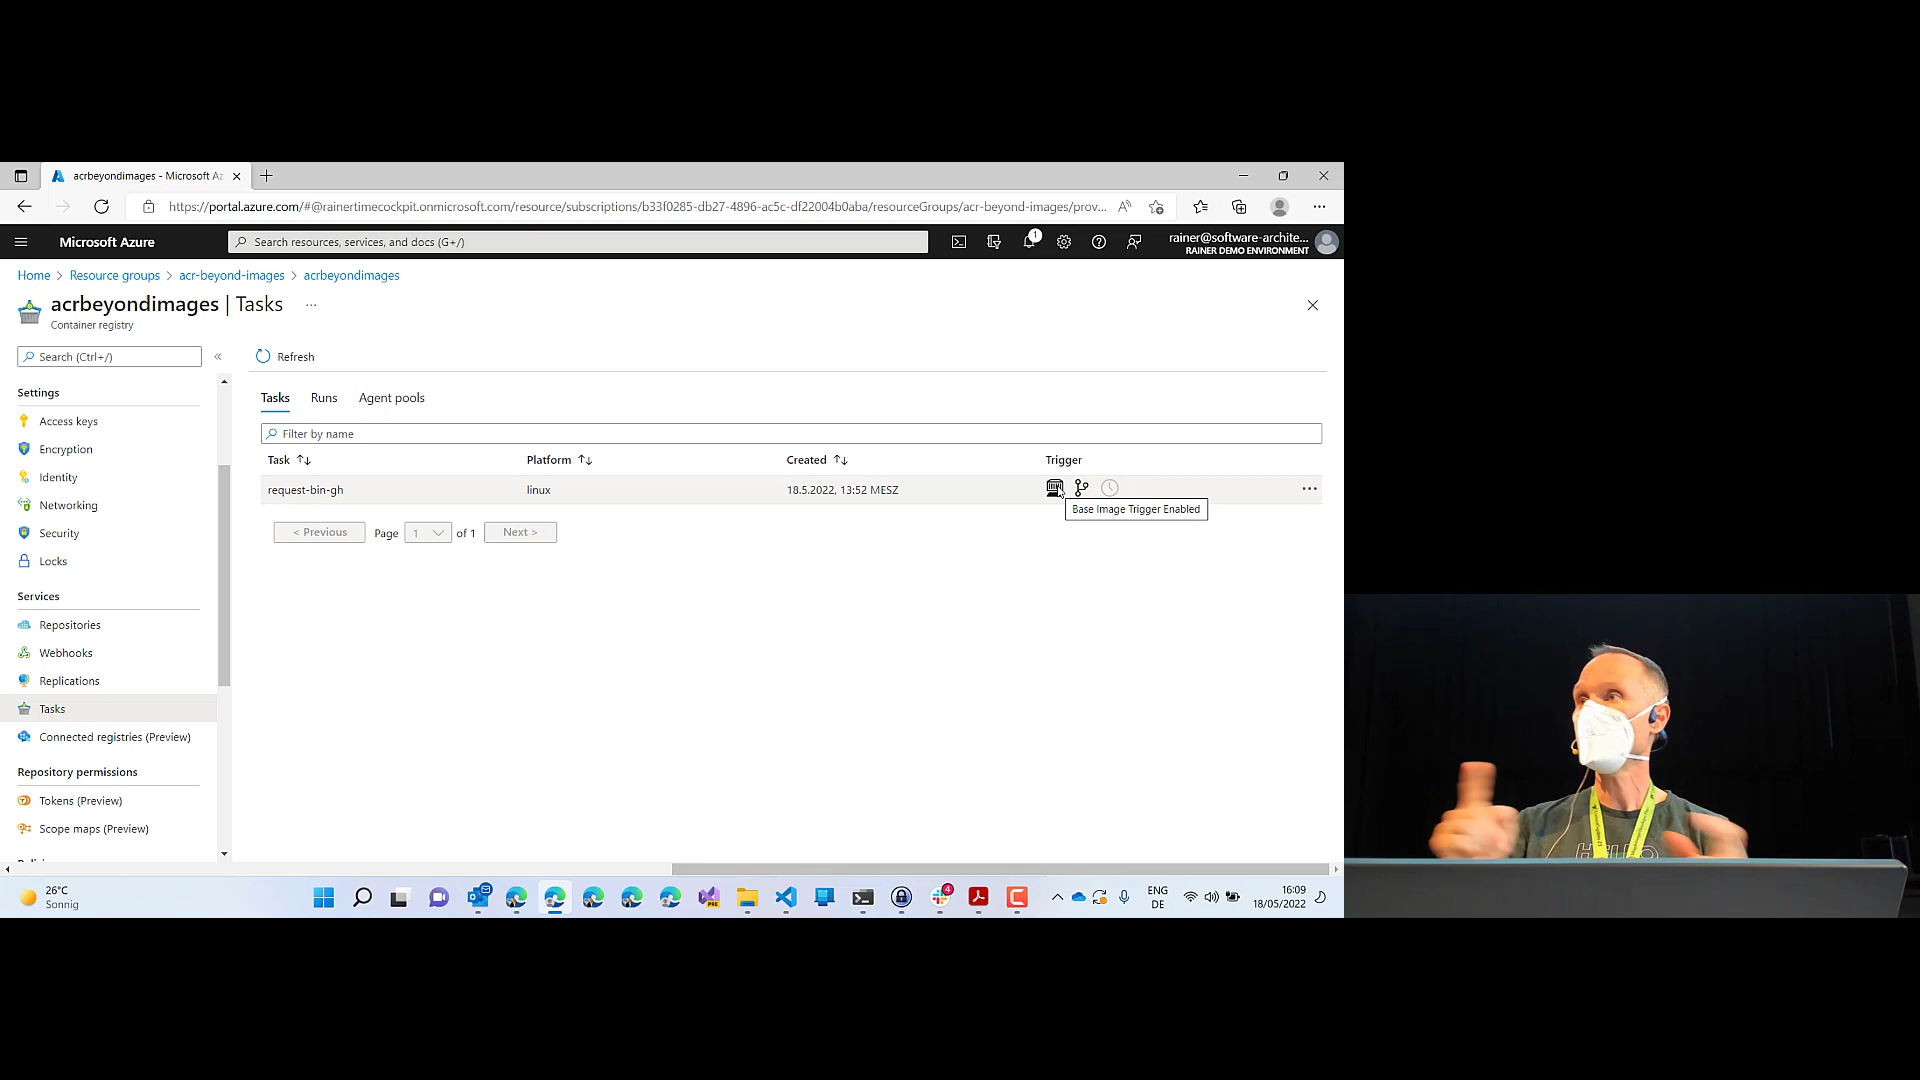 acrbeyondimages - Microsoft Az
https://portal.azure.com/#@rainertimecockpit.onmicrosoft.com/resource/subscriptions/b33f0285-db27-4896-ac5c-df22004b0aba/resourceGroups/acr-beyond-images/prov...
Microsoft Azure
Search resources, services, and docs (G+/)
1
rainer@software-archite...
RAINER DEMO ENVIRONMENT
Home > Resource groups > acr-beyond-images > acrbeyondimages
acrbeyondimages | Tasks ...
Container registry
Search (Ctrl+/)
«
Settings
Access keys
Encryption
Identity
Networking
Security
Locks
Services
Repositories
Webhooks
Replications
Tasks
Connected registries (Preview)
Repository permissions
Tokens (Preview)
Scope maps (Preview)
Refresh
Tasks Runs Agent pools
Filter by name
Task Platform Created Trigger
request-bin-gh linux 18.5.2022, 13:52 MESZ
Base Image Trigger Enabled
< Previous Page 1 of 1 Next >
HELLO
26°C
Sonnig
PRE
4
ENG
DE
16:09
18/05/2022